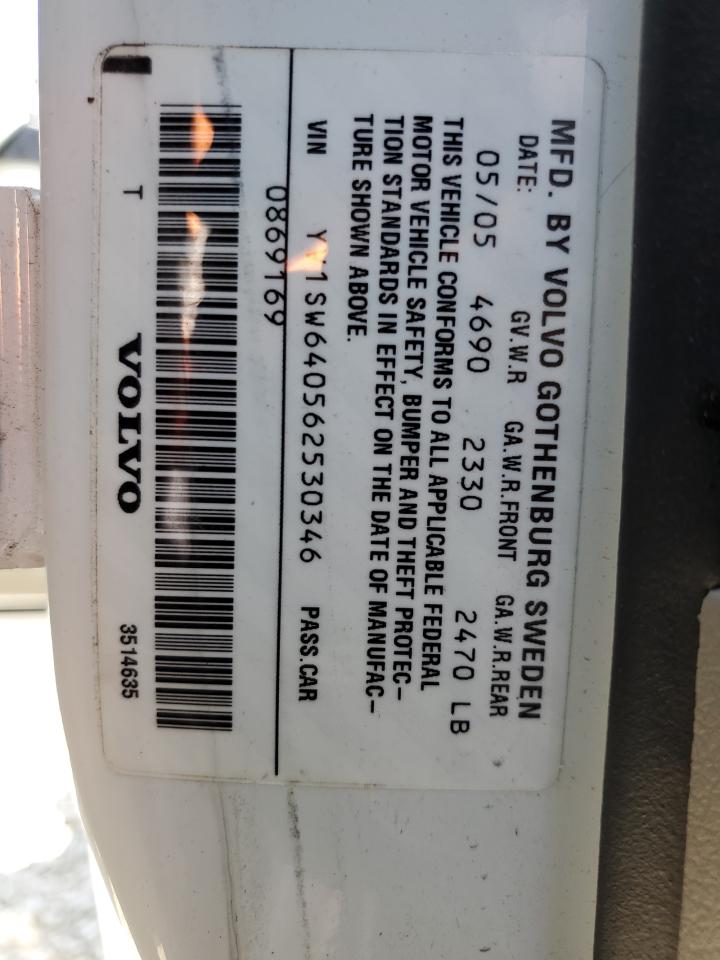 MFD. BY VOLVO GOTHENBURG SWEDEN
DATE: GV.W.R GA.W.R.FRONT GA.W.R.REAR
05/05 4690 2330 2470 LB
THIS VEHICLE CONFORMS TO ALL APPLICABLE FEDERAL
MOTOR VEHICLE SAFETY, BUMPER AND THEFT PROTEC–
TION STANDARDS IN EFFECT ON THE DATE OF MANUFAC–
TURE SHOWN ABOVE.
VIN PASS.CAR
0869169
T VOLVO 3514635